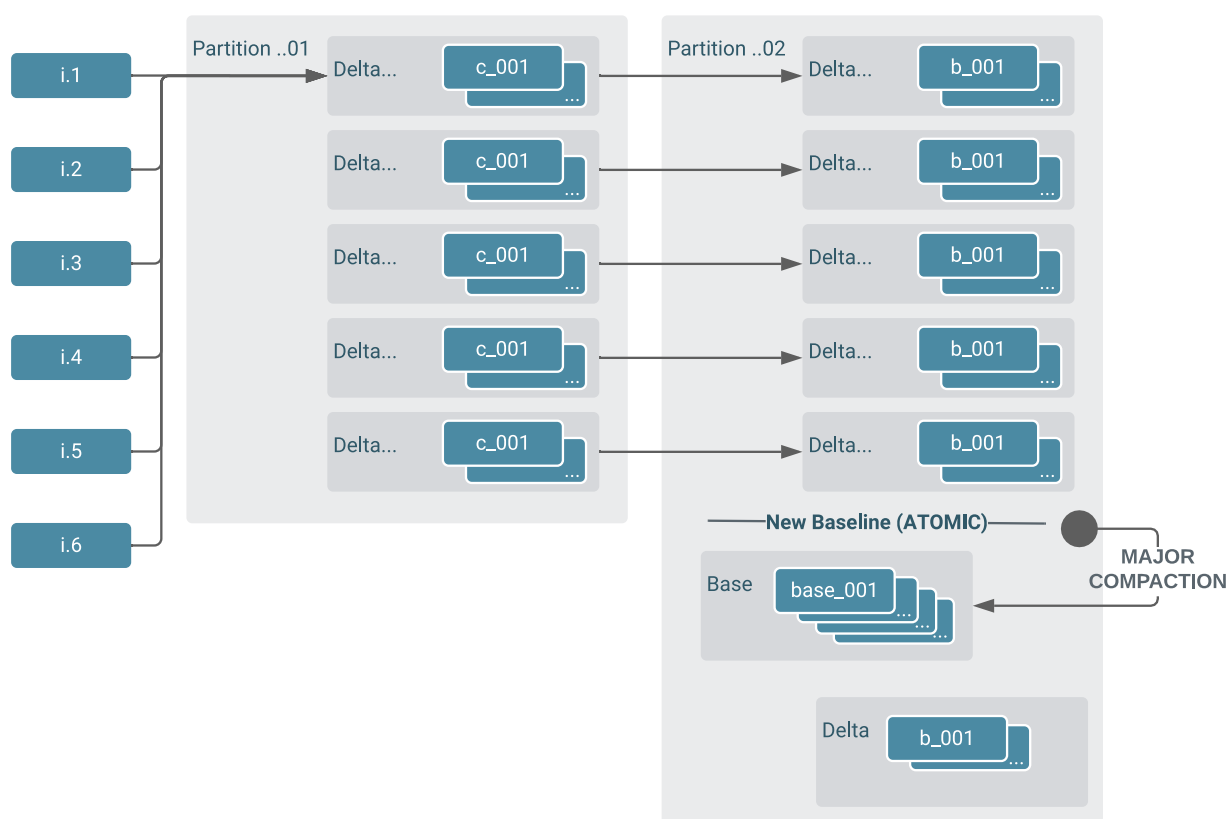 Partition ..01
Partition ..02
i.1
Delta...
c_001
...
Delta...
b_001
...
i.2
Delta...
c_001
...
Delta...
b_001
...
i.3
Delta...
c_001
...
Delta...
b_001
...
i.4
Delta...
c_001
...
Delta...
b_001
...
i.5
Delta...
c_001
...
Delta...
b_001
...
i.6
New Baseline (ATOMIC)
MAJOR
COMPACTION
Base
base_001
...
...
...
Delta
b_001
...